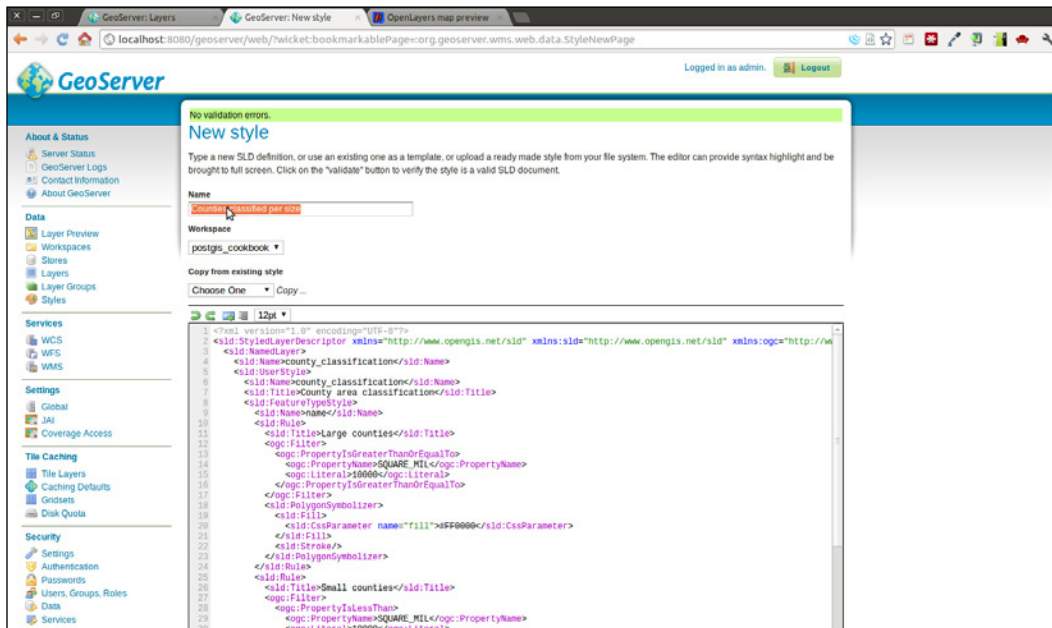 GeoServer: Layers
GeoServer: New style
OpenLayers map preview
localhost:8080/geoserver/web/?wicket:bookmarkablePage=:org.geoserver.wms.web.data.StyleNewPage
GeoServer
Logged in as admin.
Logout
About & Status
Server Status
GeoServer Logs
Contact Information
About GeoServer
Data
Layer Preview
Workspaces
Stores
Layers
Layer Groups
Styles
Services
WCS
WFS
WMS
Settings
Global
JAI
Coverage Access
Tile Caching
Tile Layers
Caching Defaults
Gridsets
Disk Quota
Security
Settings
Authentication
Passwords
Users, Groups, Roles
Data
Services
No validation errors.
New style
Type a new SLD definition, or use an existing one as a template, or upload a ready made style from your file system. The editor can provide syntax highlight and be
brought to full screen. Click on the "validate" button to verify the style is a valid SLD document.
Name
Counties classified per size
Workspace
postgis_cookbook
Copy from existing style
Choose One Copy ...
12pt
1 <?xml version="1.0" encoding="UTF-8"?>
2 <sld:StyledLayerDescriptor xmlns="http://www.opengis.net/sld" xmlns:sld="http://www.opengis.net/sld" xmlns:ogc="http://w
3 <sld:NamedLayer>
4 <sld:Name>county_classification</sld:Name>
5 <sld:UserStyle>
6 <sld:Name>county_classification</sld:Name>
7 <sld:Title>County area classification</sld:Title>
8 <sld:FeatureTypeStyle>
9 <sld:Name>name</sld:Name>
10 <sld:Rule>
11 <sld:Title>Large counties</sld:Title>
12 <ogc:Filter>
13 <ogc:PropertyIsGreaterThanOrEqualTo>
14 <ogc:PropertyName>SQUARE_MIL</ogc:PropertyName>
15 <ogc:Literal>10000</ogc:Literal>
16 </ogc:PropertyIsGreaterThanOrEqualTo>
17 </ogc:Filter>
18 <sld:PolygonSymbolizer>
19 <sld:Fill>
20 <sld:CssParameter name="fill">#FF0000</sld:CssParameter>
21 </sld:Fill>
22 <sld:Stroke/>
23 </sld:PolygonSymbolizer>
24 </sld:Rule>
25 <sld:Rule>
26 <sld:Title>Small counties</sld:Title>
27 <ogc:Filter>
28 <ogc:PropertyIsLessThan>
29 <ogc:PropertyName>SQUARE_MIL</ogc:PropertyName>
<ogc:Literal>10000</ogc:Literal>